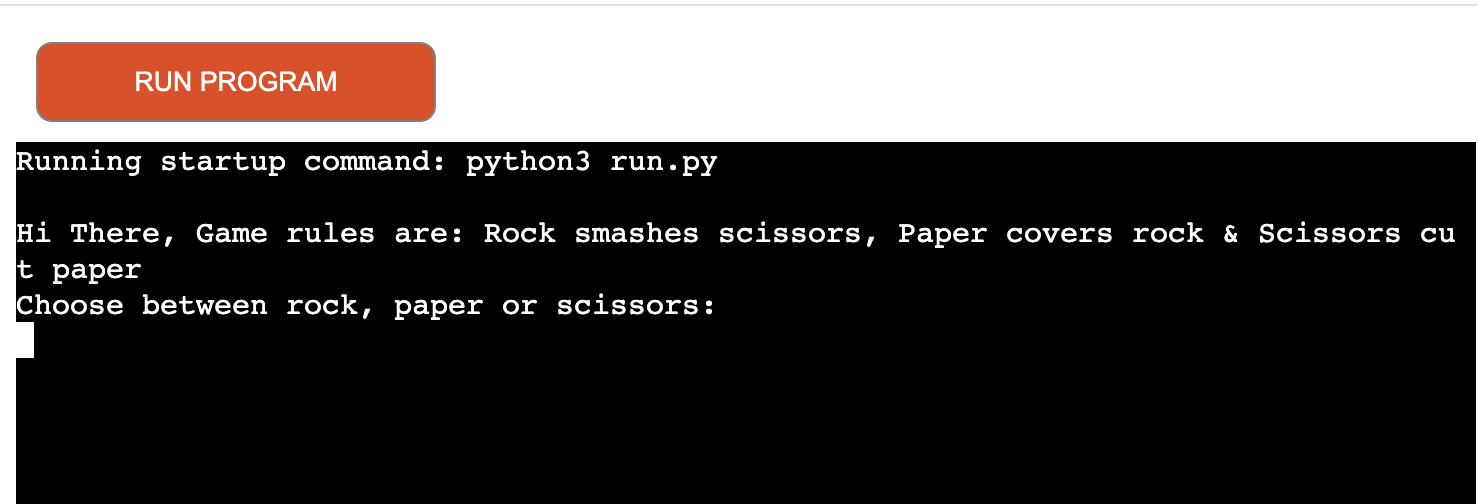 RUN PROGRAM
Running startup command: python3 run.py
Hi There, Game rules are: Rock smashes scissors, Paper covers rock & Scissors cu
t paper
Choose between rock, paper or scissors: